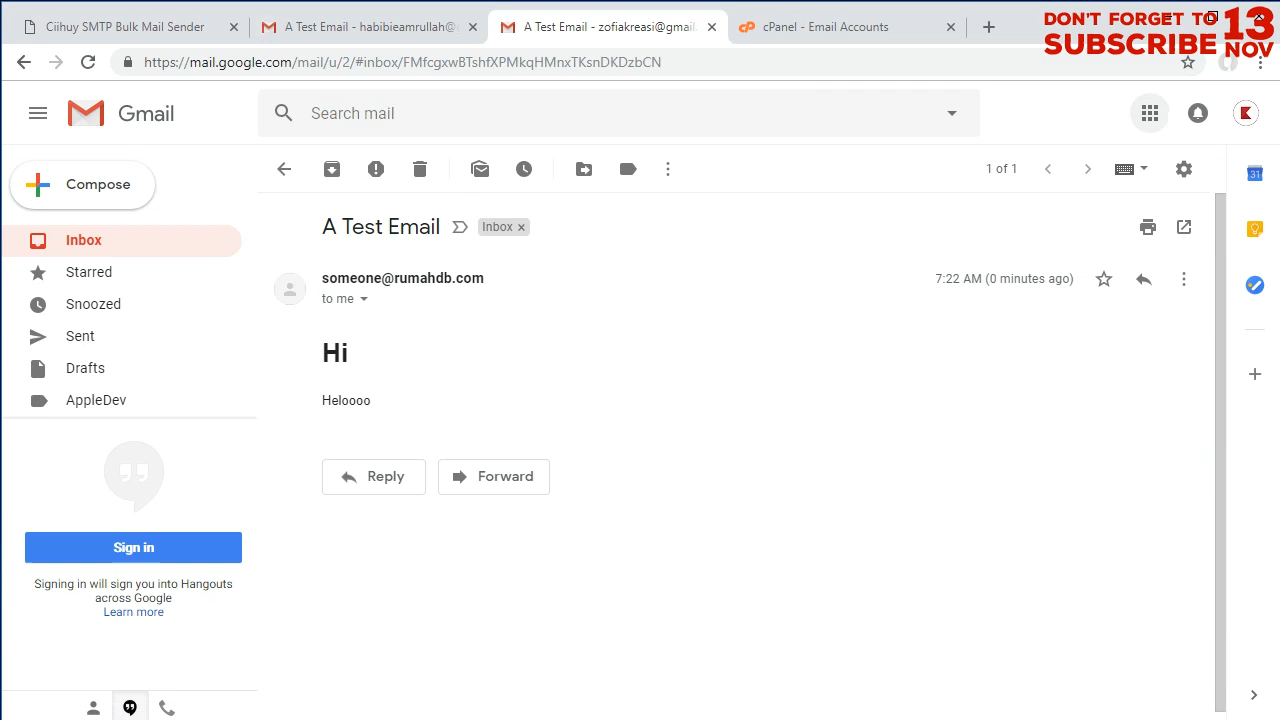 Ciihuy SMTP Bulk Mail Sender
A Test Email - habibieamrullah@
A Test Email - zofiakreasi@gmail.
cP cPanel - Email Accounts
DON'T FORGET TO
SUBSCRIBE
13
NOV
https://mail.google.com/mail/u/2/#inbox/FMfcgxwBTshfXPMkqHMnxTKsnDKDzbCN
Gmail
Search mail
Compose
1 of 1
31
Inbox
Starred
Snoozed
Sent
Drafts
AppleDev
A Test Email
Inbox x
someone@rumahdb.com
7:22 AM (0 minutes ago)
to me
Hi
Heloooo
Reply
Forward
Sign in
Signing in will sign you into Hangouts
across Google
Learn more